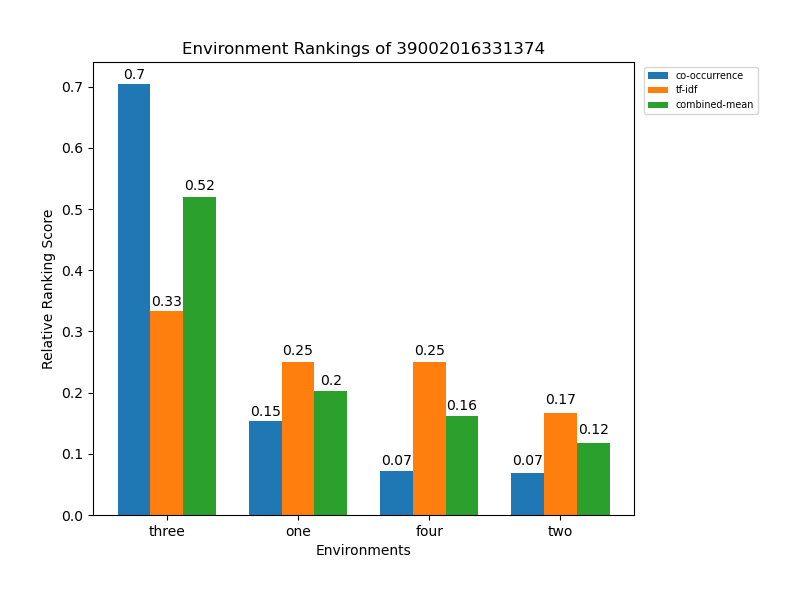 Environment Rankings of 39002016331374
co-occurrence
tf-idf
combined-mean
Relative Ranking Score
0.7
0.6
0.5
0.4
0.3
0.2
0.1
0.0
0.7
0.33
0.52
0.15
0.25
0.2
0.07
0.25
0.16
0.07
0.17
0.12
three
one
four
two
Environments